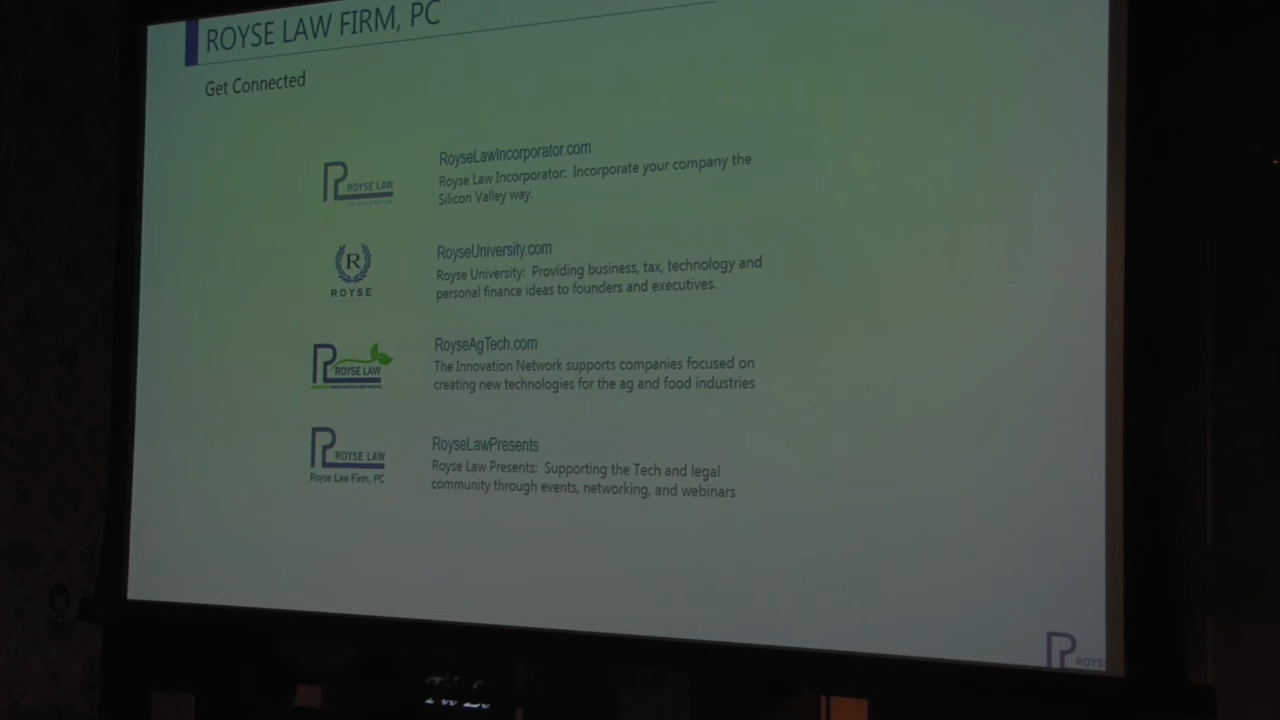 ROYSE LAW FIRM, PC
Get Connected
ROYSE LAW
INCORPORATOR
RoyseLawIncorporator.com
Royse Law Incorporator: Incorporate your company the
Silicon Valley way.
R
ROYSE
RoyseUniversity.com
Royse University: Providing business, tax, technology and
personal finance ideas to founders and executives.
ROYSE LAW
RoyseAgTech.com
The Innovation Network supports companies focused on
creating new technologies for the ag and food industries
ROYSE LAW
Royse Law Firm, PC
RoyseLawPresents
Royse Law Presents: Supporting the Tech and legal
community through events, networking, and webinars
ROYS